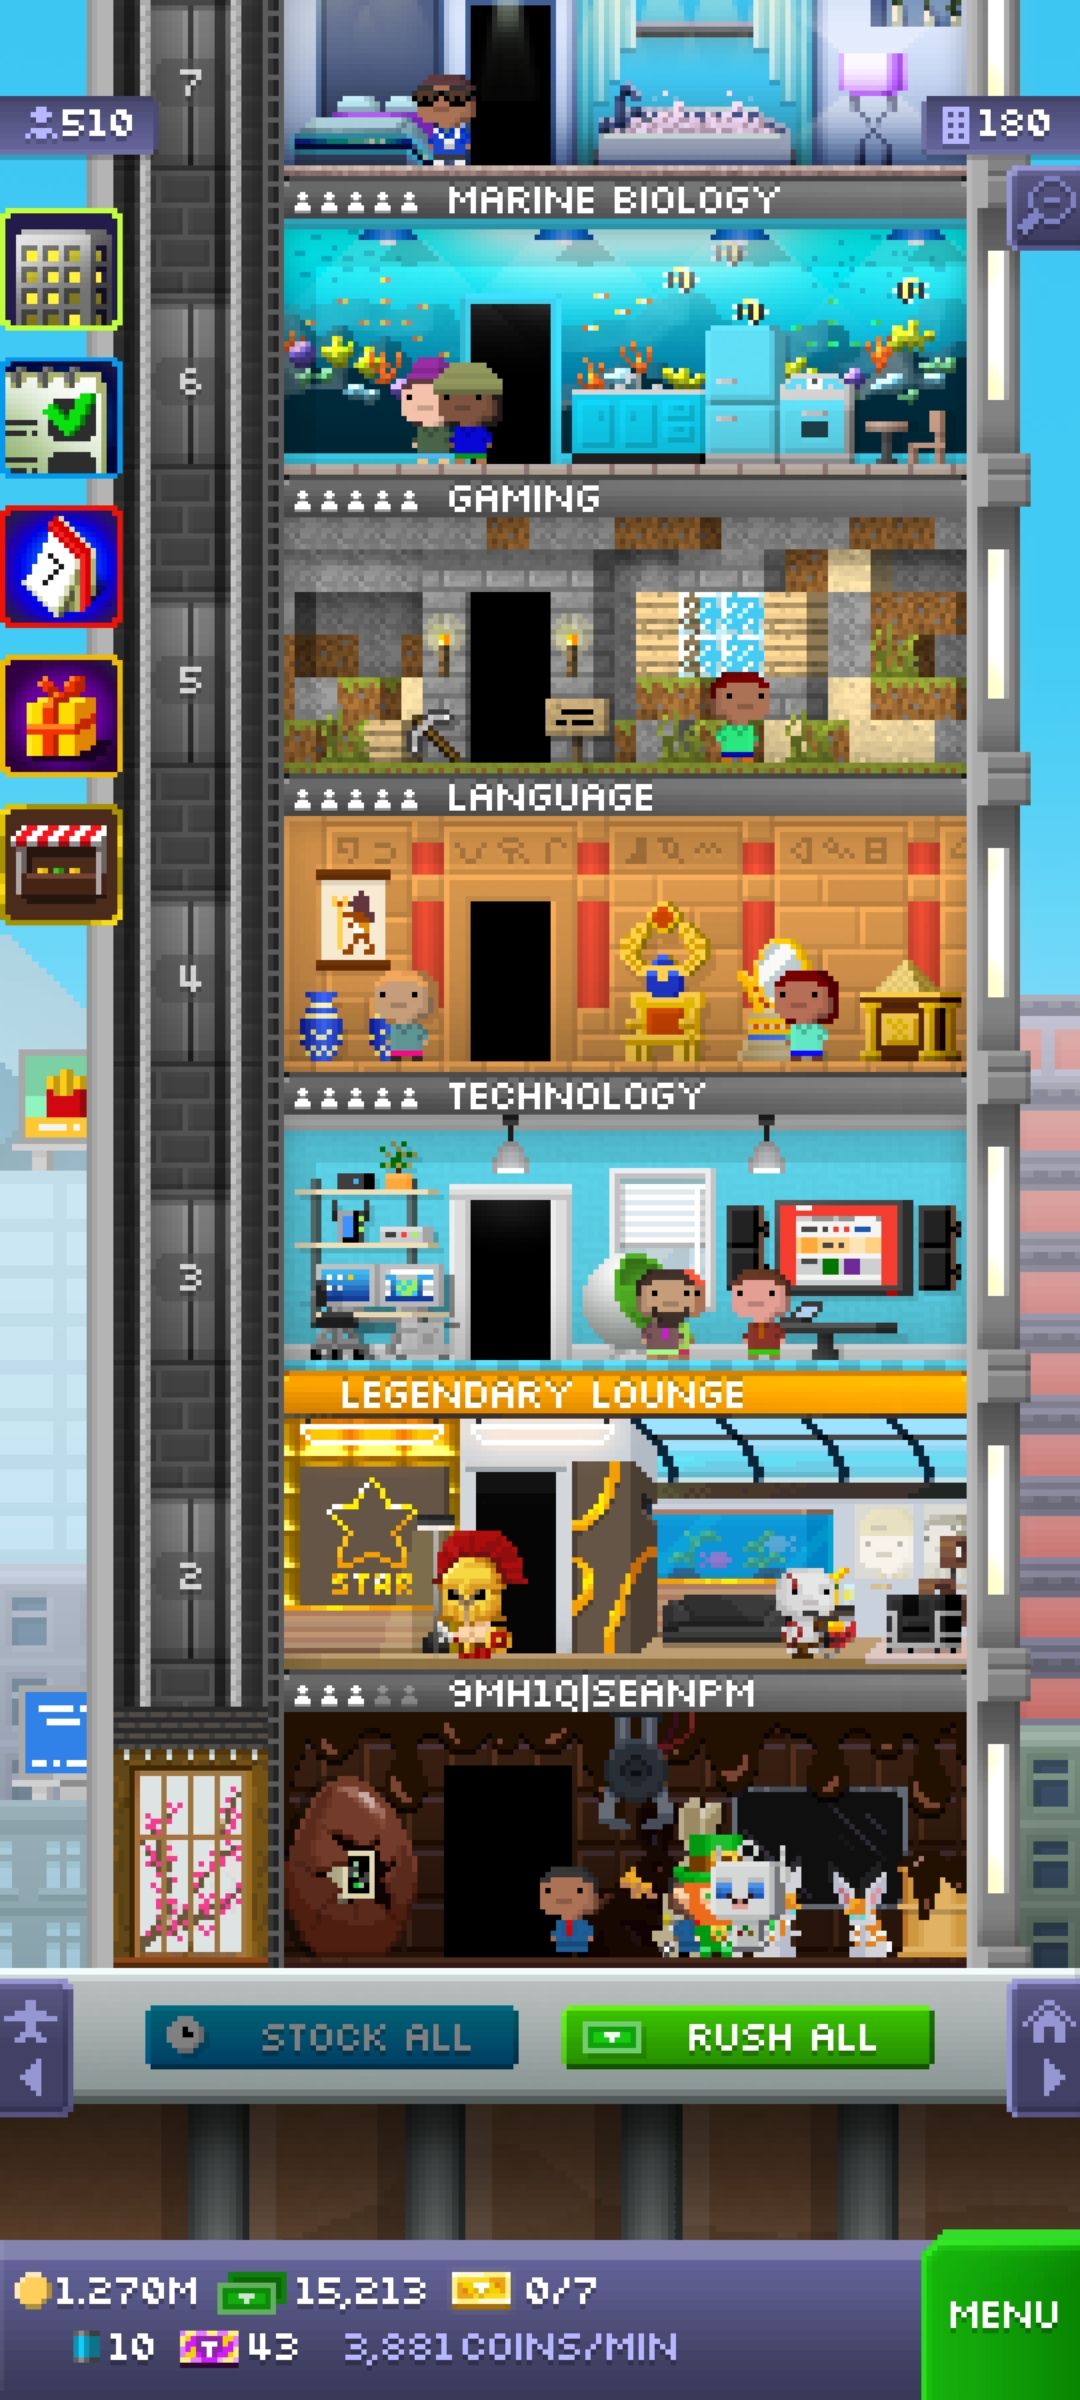 7
510
180
MARINE BIOLOGY
6
GAMING
5
LANGUAGE
4
TECHNOLOGY
3
LEGENDARY LOUNGE
STAR
2
9MH1Q|SEANPM
STOCK ALL
RUSH ALL
1.270M 15,213 0/7
10 43 3,881 COINS/MIN
MENU